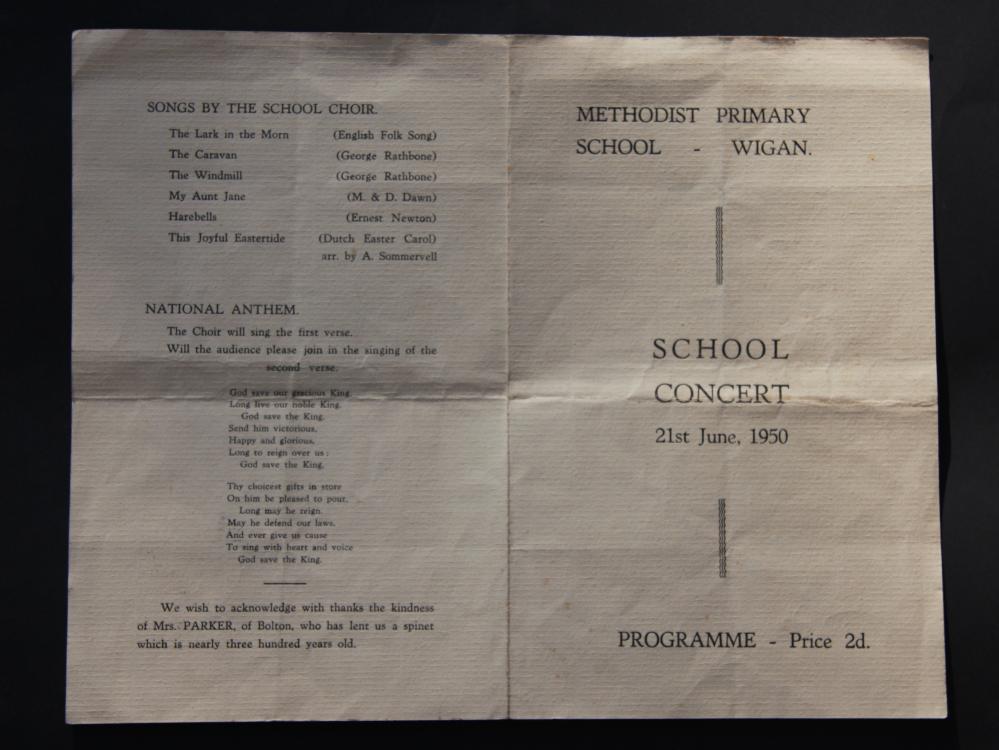 SONGS BY THE SCHOOL CHOIR.
The Lark in the Morn (English Folk Song)
The Caravan (George Rathbone)
The Windmill (George Rathbone)
My Aunt Jane (M. & D. Dawn)
Harebells (Ernest Newton)
This Joyful Eastertide (Dutch Easter Carol)
arr. by A. Sommervell
NATIONAL ANTHEM.
The Choir will sing the first verse.
Will the audience please join in the singing of the
second verse.
God save our gracious King.
Long live our noble King.
God save the King.
Send him victorious,
Happy and glorious,
Long to reign over us :
God save the King.
Thy choicest gifts in store
On him be pleased to pour,
Long may he reign.
May he defend our laws,
And ever give us cause
To sing with heart and voice
God save the King.
We wish to acknowledge with thanks the kindness
of Mrs. PARKER, of Bolton, who has lent us a spinet
which is nearly three hundred years old.
METHODIST PRIMARY
SCHOOL - WIGAN.
SCHOOL
CONCERT
21st June, 1950
PROGRAMME - Price 2d.